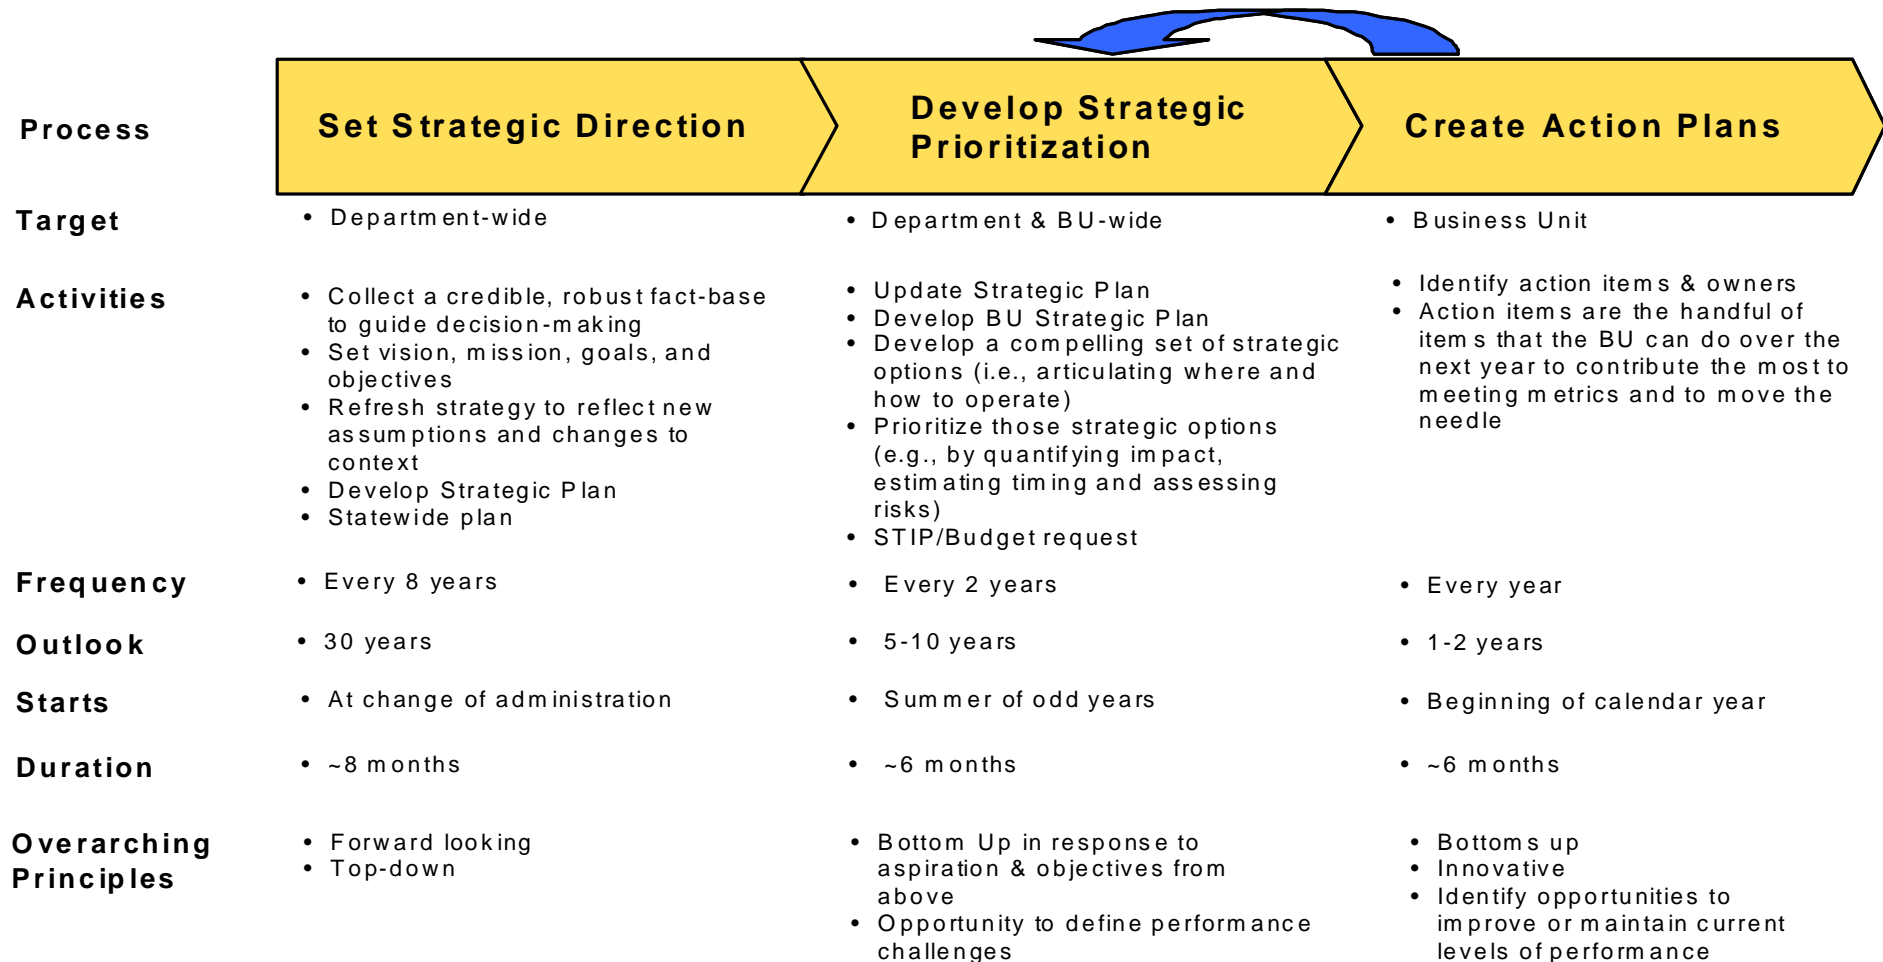 Process
Set Strategic Direction
Develop Strategic
Prioritization
Create Action Plans
Target
• Department-wide
• Department & BU-wide
• Business Unit
Activities
• Collect a credible, robust fact-base
to guide decision-making
• Set vision, mission, goals, and
objectives
• Refresh strategy to reflect new
assumptions and changes to
context
• Develop Strategic Plan
• Statewide plan
• Update Strategic Plan
• Develop BU Strategic Plan
• Develop a compelling set of strategic
options (i.e., articulating where and
how to operate)
• Prioritize those strategic options
(e.g., by quantifying impact,
estimating timing and assessing
risks)
• STIP/Budget request
• Identify action items & owners
• Action items are the handful of
items that the BU can do over the
next year to contribute the most to
meeting metrics and to move the
needle
Frequency
• Every 8 years
• Every 2 years
• Every year
Outlook
• 30 years
• 5-10 years
• 1-2 years
Starts
• At change of administration
• Summer of odd years
• Beginning of calendar year
Duration
• ~8 months
• ~6 months
• ~6 months
Overarching
Principles
• Forward looking
• Top-down
• Bottom Up in response to
aspiration & objectives from
above
• Opportunity to define performance
challenges
• Bottoms up
• Innovative
• Identify opportunities to
improve or maintain current
levels of performance